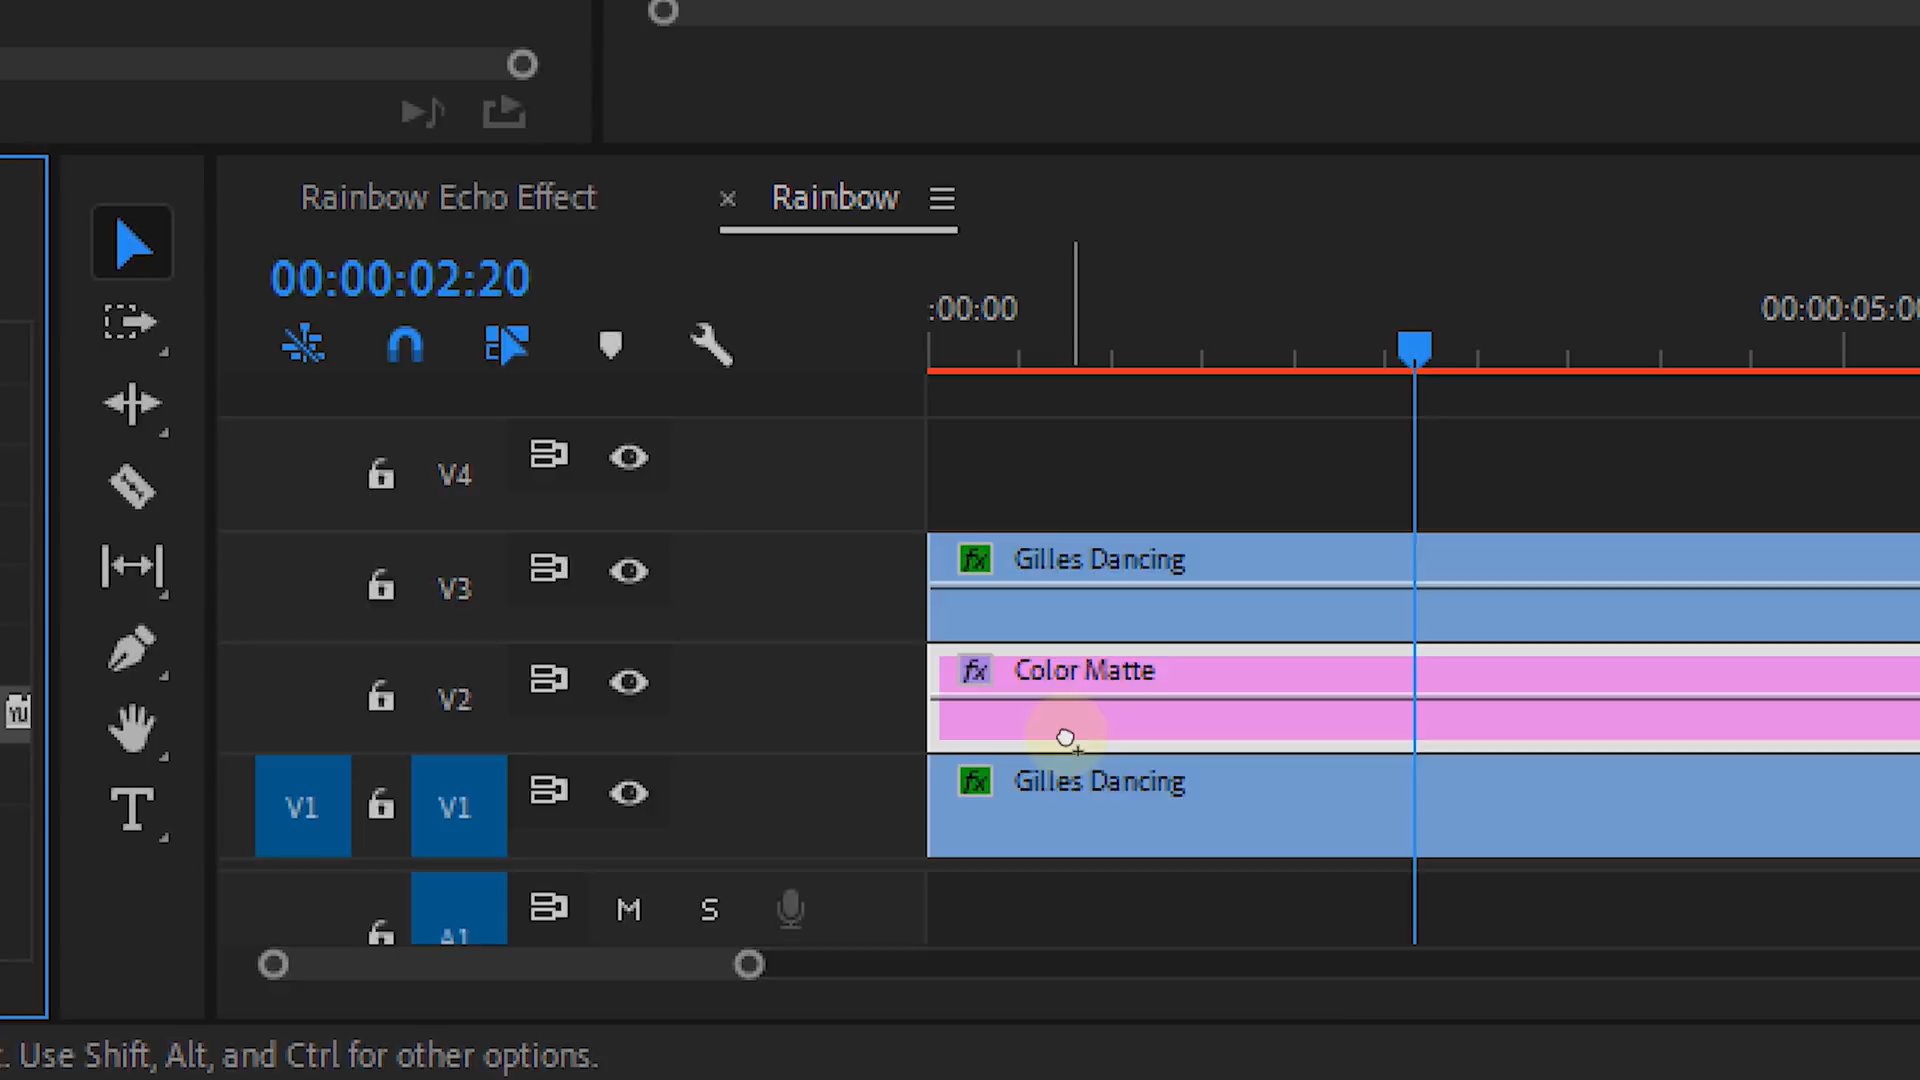 Rainbow Echo Effect
× Rainbow
00:00:02:20
:00:00
00:00:05:00
V4
fx Gilles Dancing
V3
fx Color Matte
V2
fx Gilles Dancing
V1
V1
M S
A1
YU
T
. Use Shift, Alt, and Ctrl for other options.